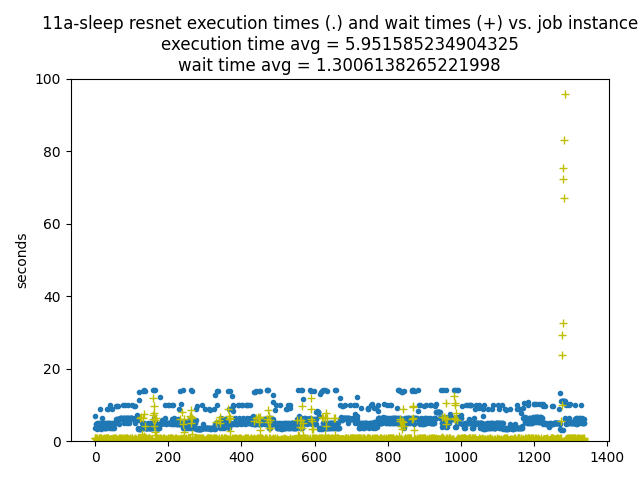 11a-sleep resnet execution times (.) and wait times (+) vs. job instance
execution time avg = 5.951585234904325
wait time avg = 1.3006138265221998
100
80
60
40
20
0
seconds
0 200 400 600 800 1000 1200 1400